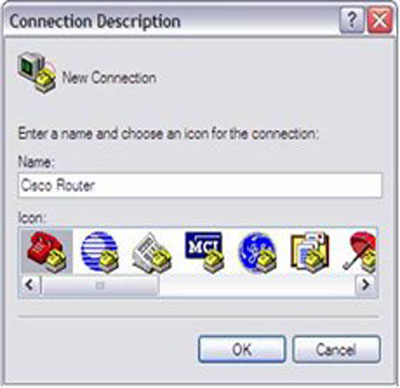 Connection Description
New Connection
Enter a name and choose an icon for the connection:
Name:
Cisco Router
Icon:
MCI
OK
Cancel